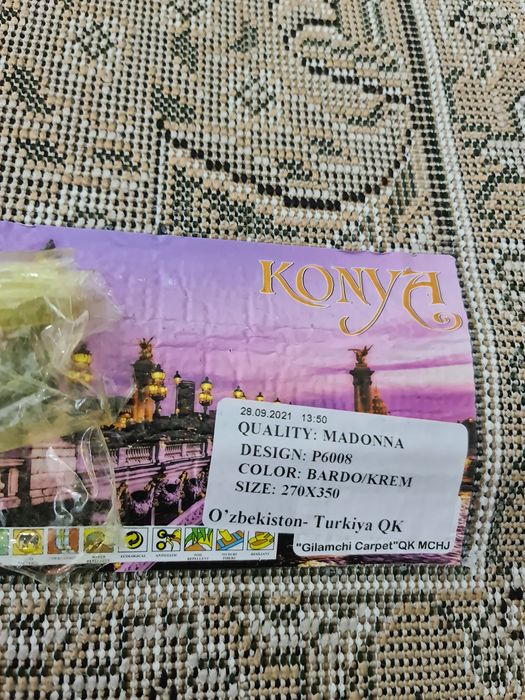 KONYA
28.09.2021 13:50
QUALITY: MADONNA
DESIGN: P6008
COLOR: BARDO/KREM
SIZE: 270X350
O'zbekiston- Turkiya QK
"Gilamchi Carpet"QK MCHJ
ECOLOGICAL